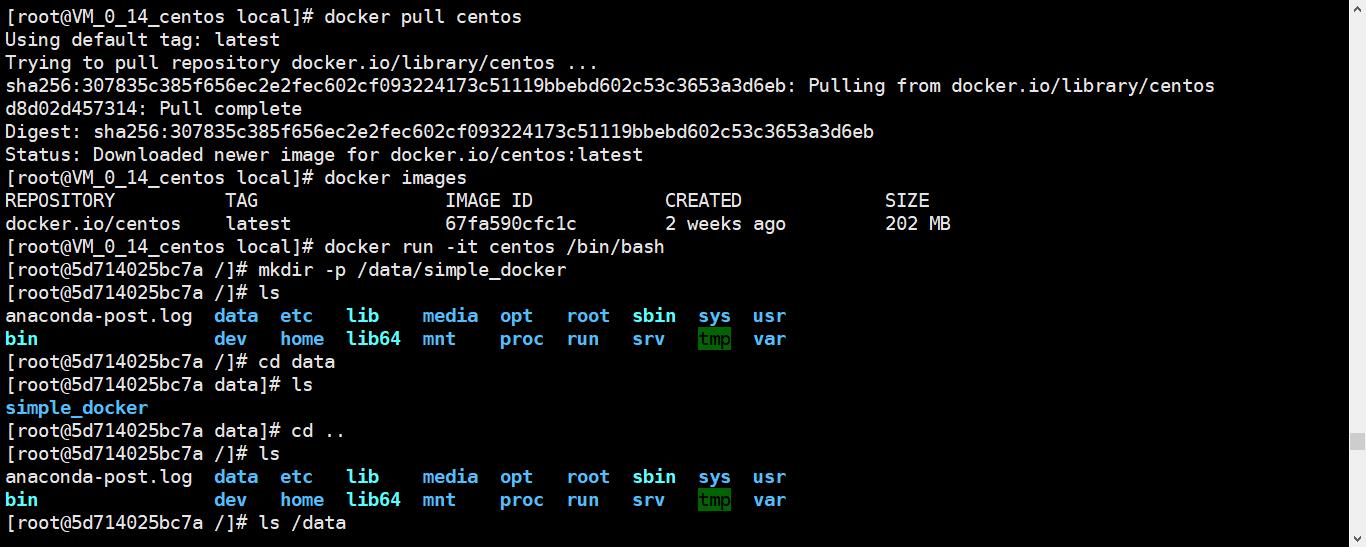 [root@VM_0_14_centos local]# docker pull centos
Using default tag: latest
Trying to pull repository docker.io/library/centos ...
sha256:307835c385f656ec2e2fec602cf093224173c51119bbebd602c53c3653a3d6eb: Pulling from docker.io/library/centos
d8d02d457314: Pull complete
Digest: sha256:307835c385f656ec2e2fec602cf093224173c51119bbebd602c53c3653a3d6eb
Status: Downloaded newer image for docker.io/centos:latest
[root@VM_0_14_centos local]# docker images
REPOSITORY          TAG                 IMAGE ID            CREATED             SIZE
docker.io/centos    latest              67fa590cfc1c        2 weeks ago         202 MB
[root@VM_0_14_centos local]# docker run -it centos /bin/bash
[root@5d714025bc7a /]# mkdir -p /data/simple_docker
[root@5d714025bc7a /]# ls
anaconda-post.log  data  etc   lib    media  opt   root  sbin  sys  usr
bin                dev   home  lib64  mnt    proc  run   srv   tmp  var
[root@5d714025bc7a /]# cd data
[root@5d714025bc7a data]# ls
simple_docker
[root@5d714025bc7a data]# cd ..
[root@5d714025bc7a /]# ls
anaconda-post.log  data  etc   lib    media  opt   root  sbin  sys  usr
bin                dev   home  lib64  mnt    proc  run   srv   tmp  var
[root@5d714025bc7a /]# ls /data